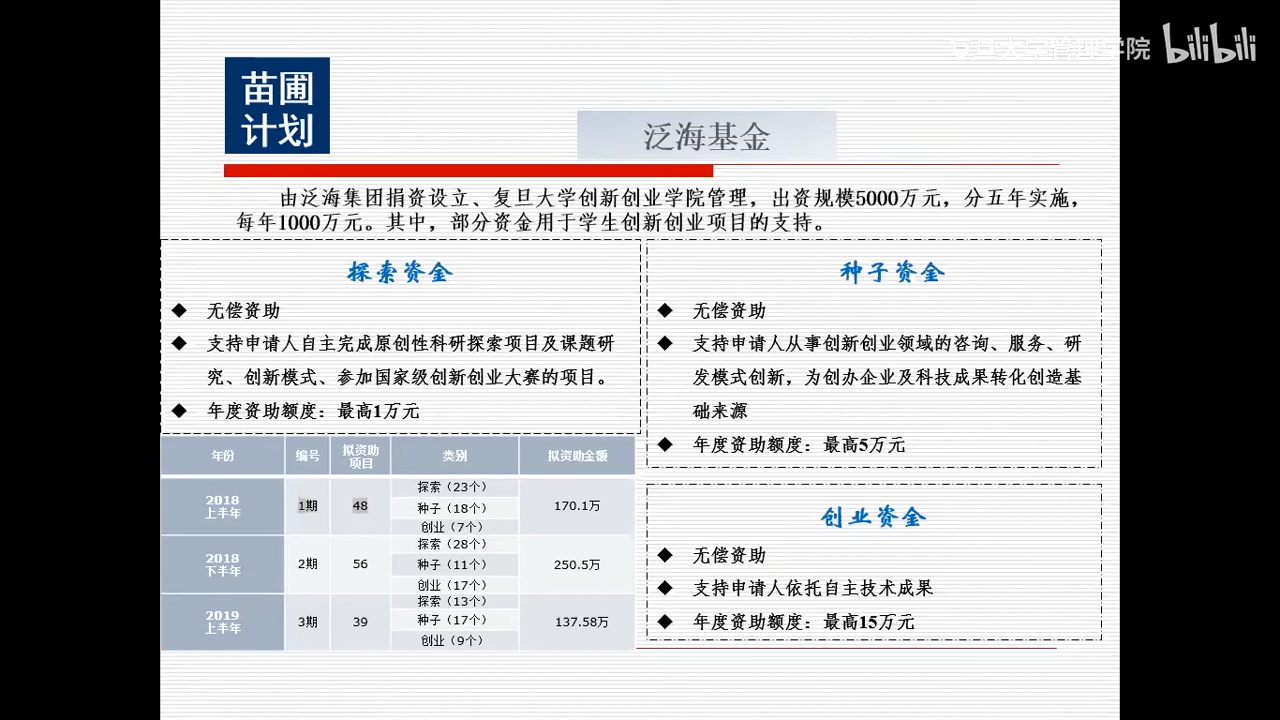 复旦大学管理学院 bilibili
苗圃
计划
泛海基金
由泛海集团捐资设立、复旦大学创新创业学院管理，出资规模5000万元，分五年实施，
每年1000万元。其中，部分资金用于学生创新创业项目的支持。
探索资金
◆ 无偿资助
◆ 支持申请人自主完成原创性科研探索项目及课题研
究、创新模式、参加国家级创新创业大赛的项目。
◆ 年度资助额度：最高1万元
种子资金
◆ 无偿资助
◆ 支持申请人从事创新创业领域的咨询、服务、研
发模式创新，为创办企业及科技成果转化创造基
础来源
◆ 年度资助额度：最高5万元
创业资金
◆ 无偿资助
◆ 支持申请人依托自主技术成果
◆ 年度资助额度：最高15万元
年份 编号 拟资助 类别 拟资助金额
项目
2018
上半年
1期 48
探索（23个）
种子（18个）
创业（7个）
170.1万
2018
下半年
2期 56
探索（28个）
种子（11个）
创业（17个）
250.5万
2019
上半年
3期 39
探索（13个）
种子（17个）
创业（9个）
137.58万